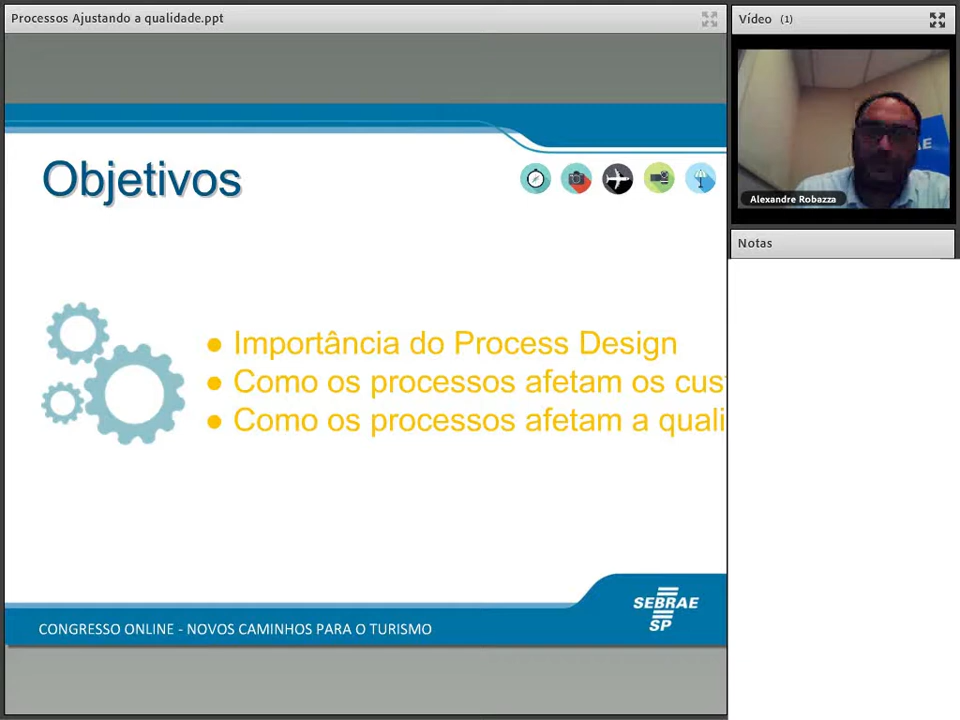 Processos Ajustando a qualidade.ppt
Vídeo (1)
Alexandre Robazza
Notas
Objetivos
● Importância do Process Design
● Como os processos afetam os cus
● Como os processos afetam a quali
SEBRAE
SP
CONGRESSO ONLINE - NOVOS CAMINHOS PARA O TURISMO